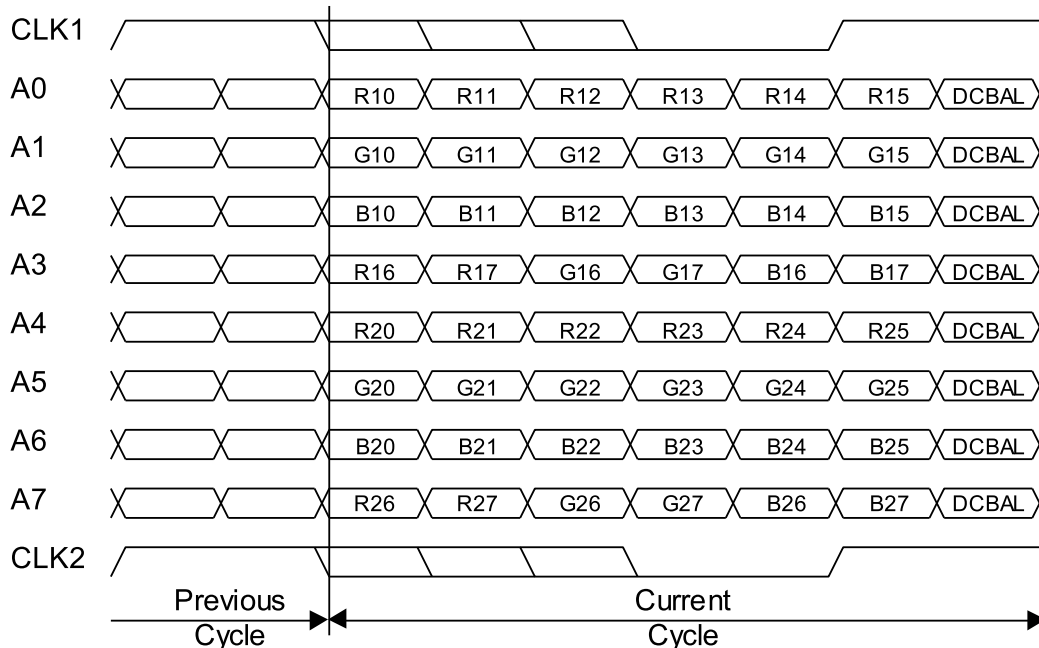 CLK1
A0 R10 R11 R12 R13 R14 R15 DCBAL
A1 G10 G11 G12 G13 G14 G15 DCBAL
A2 B10 B11 B12 B13 B14 B15 DCBAL
A3 R16 R17 G16 G17 B16 B17 DCBAL
A4 R20 R21 R22 R23 R24 R25 DCBAL
A5 G20 G21 G22 G23 G24 G25 DCBAL
A6 B20 B21 B22 B23 B24 B25 DCBAL
A7 R26 R27 G26 G27 B26 B27 DCBAL
CLK2
Previous Current
Cycle Cycle